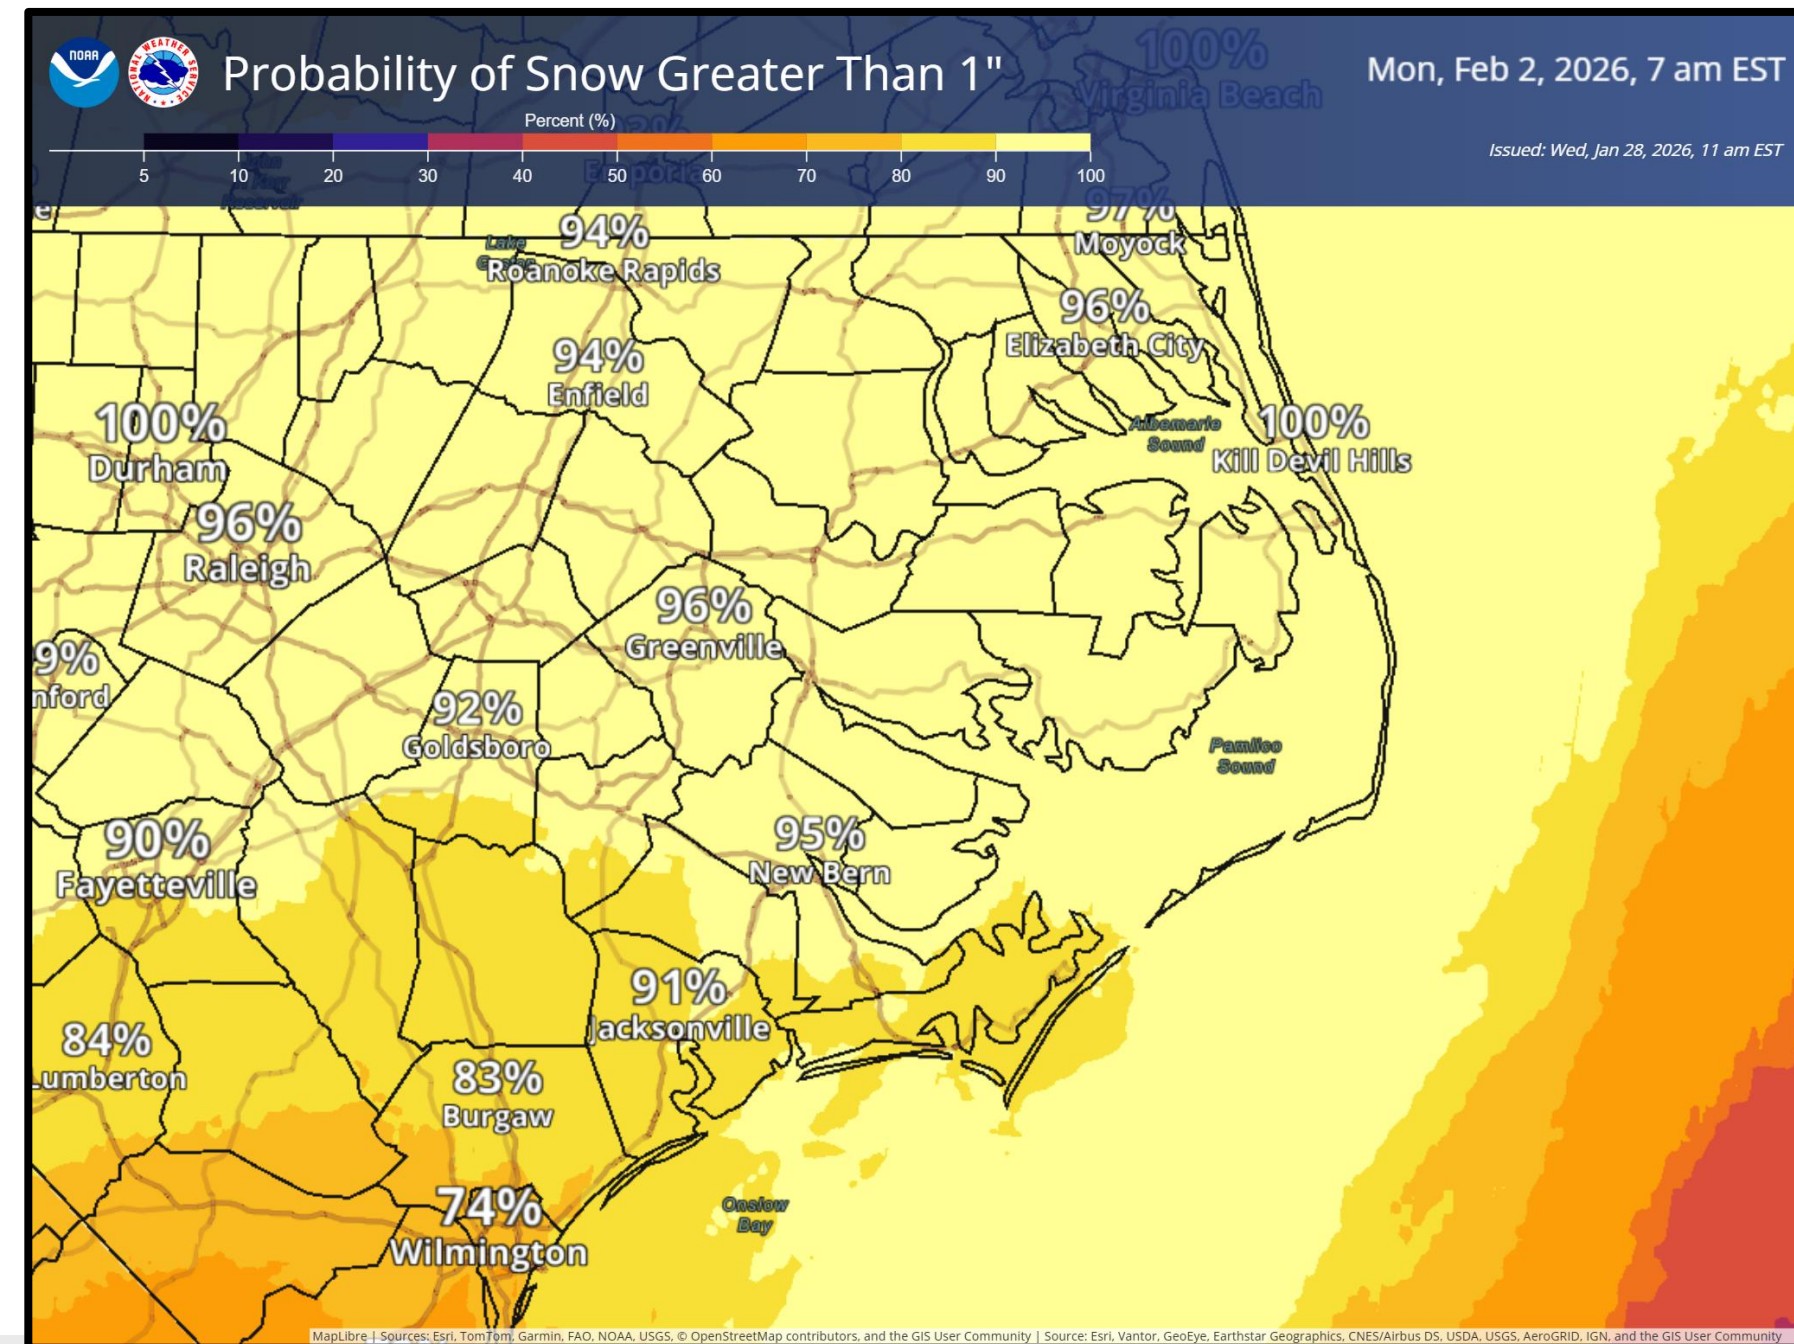 NOAA
NATIONAL WEATHER SERVICE
Probability of Snow Greater Than 1"
Mon, Feb 2, 2026, 7 am EST
Issued: Wed, Jan 28, 2026, 11 am EST
Percent (%)
5 10 20 30 40 50 60 70 80 90 100
100%
Virginia Beach
Emporia
Reservoir
97%
Moyock
94%
Roanoke Rapids
Lake
96%
Elizabeth City
94%
Enfield
100%
Durham
Albemarle
Sound
100%
Kill Devil Hills
96%
Raleigh
96%
Greenville
9%
nford
92%
Goldsboro
Pamlico
Sound
90%
Fayetteville
95%
New Bern
91%
Jacksonville
84%
Lumberton
83%
Burgaw
74%
Wilmington
Onslow
Bay
MapLibre | Sources: Esri, TomTom, Garmin, FAO, NOAA, USGS, © OpenStreetMap contributors, and the GIS User Community | Source: Esri, Vantor, GeoEye, Earthstar Geographics, CNES/Airbus DS, USDA, USGS, AeroGRID, IGN, and the GIS User Community